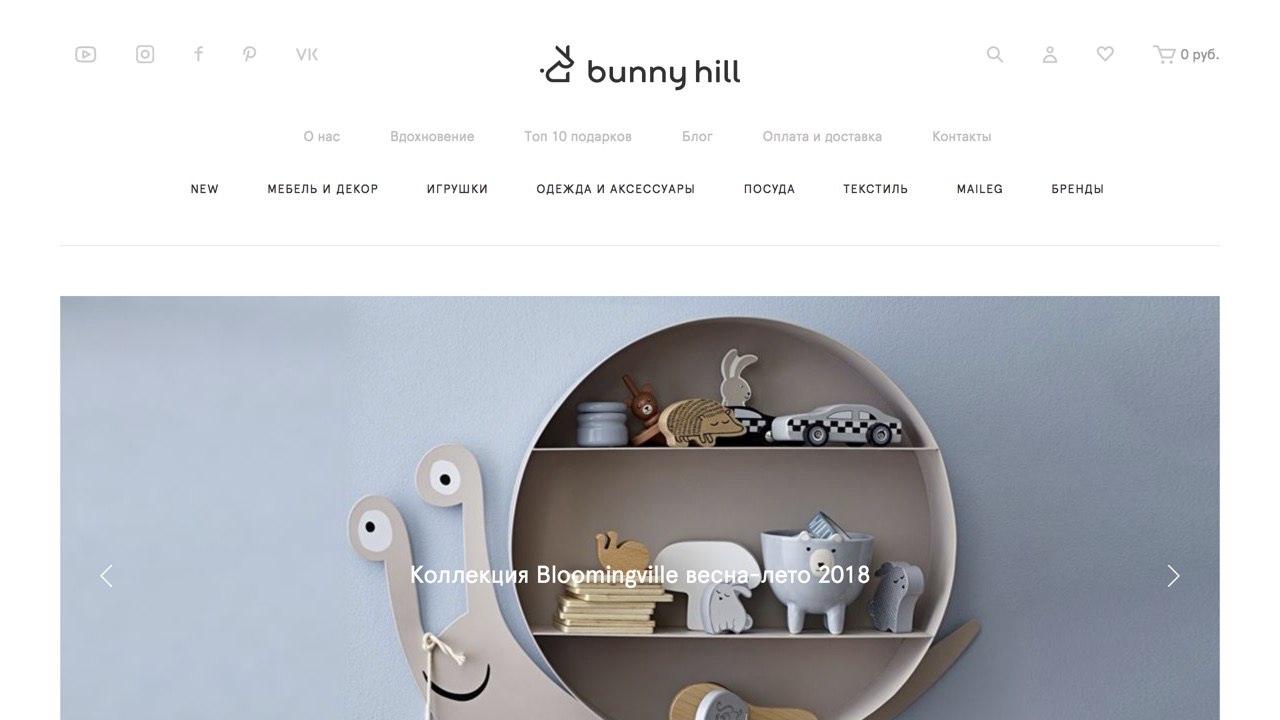 bunny hill
0 руб.
О нас Вдохновение Топ 10 подарков Блог Оплата и доставка Контакты
NEW МЕБЕЛЬ И ДЕКОР ИГРУШКИ ОДЕЖДА И АКСЕССУАРЫ ПОСУДА ТЕКСТИЛЬ MAILEG БРЕНДЫ
Коллекция Bloomingville весна-лето 2018